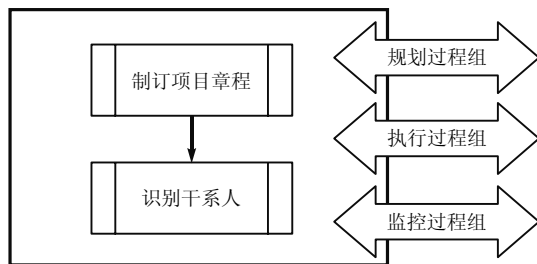 制订项目章程
识别干系人
规划过程组
执行过程组
监控过程组